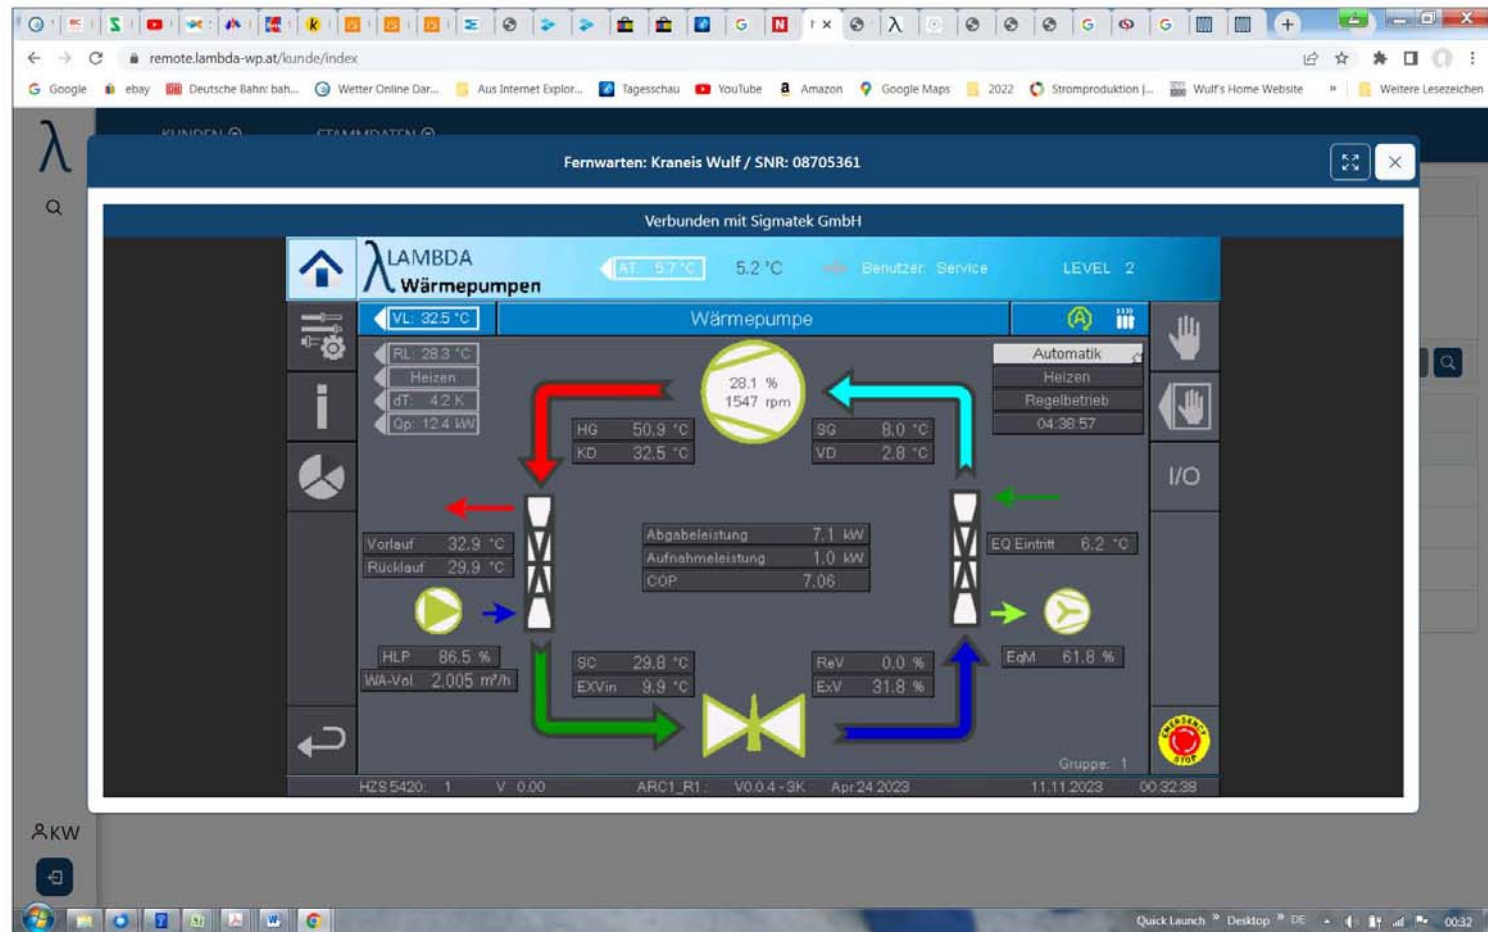 remote.lambda-wp.at/kunde/index
Google
ebay
Deutsche Bahn: bah...
Wetter Online Dar...
Aus Internet Explor...
Tagesschau
YouTube
Amazon
Google Maps
2022
Stromproduktion |...
Wulf's Home Website
»
Weitere Lesezeichen
KUNDEN
STAMMDATEN
Fernwarten: Kraneis Wulf / SNR: 08705361
Verbunden mit Sigmatek GmbH
λ LAMBDA
Wärmepumpen
AT: 5.7 °C
5.2 °C
Benutzer: Service
LEVEL 2
VL: 32.5 °C
Wärmepumpe
A
RL: 28.3 °C
Heizen
dT: 4.2 K
Qp: 12.4 kW
28.1 %
1547 rpm
Automatik
Heizen
Regelbetrieb
04:38:57
HG 50.9 °C
KD 32.5 °C
SG 8.0 °C
VD 2.8 °C
I/O
Vorlauf 32.9 °C
Rücklauf 29.9 °C
Abgabeleistung 7.1 kW
Aufnahmeleistung 1.0 kW
COP 7.06
EQ Eintritt 6.2 °C
HLP 86.5 %
WA-Vol. 2.005 m³/h
SC 29.8 °C
EXVin 9.9 °C
ReV 0.0 %
ExV 31.8 %
EqM 61.8 %
EMERGENCY
STOP
Gruppe: 1
HZS 5420: 1 V 0.00 ARC1_R1: V0.0.4 - 3K Apr 24 2023 11.11.2023 00:32:38
KW
Quick Launch » Desktop » DE 00:32